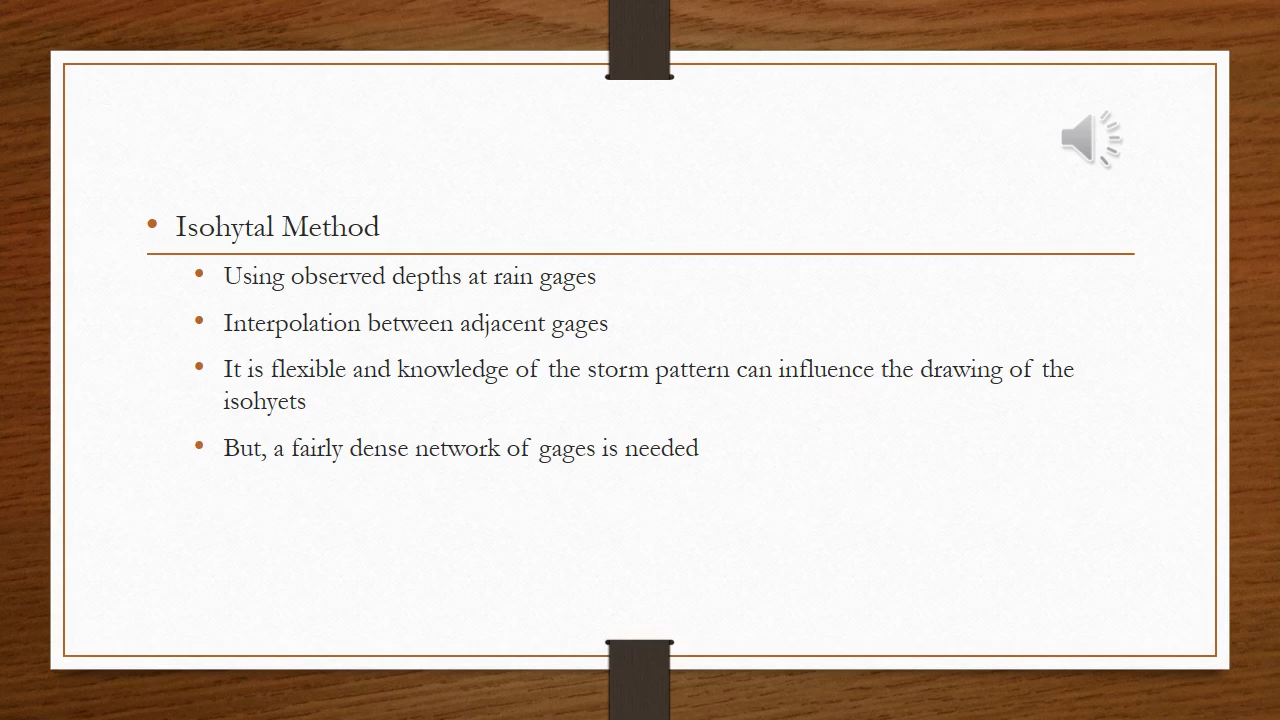 • Isohytal Method
• Using observed depths at rain gages
• Interpolation between adjacent gages
• It is flexible and knowledge of the storm pattern can influence the drawing of the
isohyets
• But, a fairly dense network of gages is needed